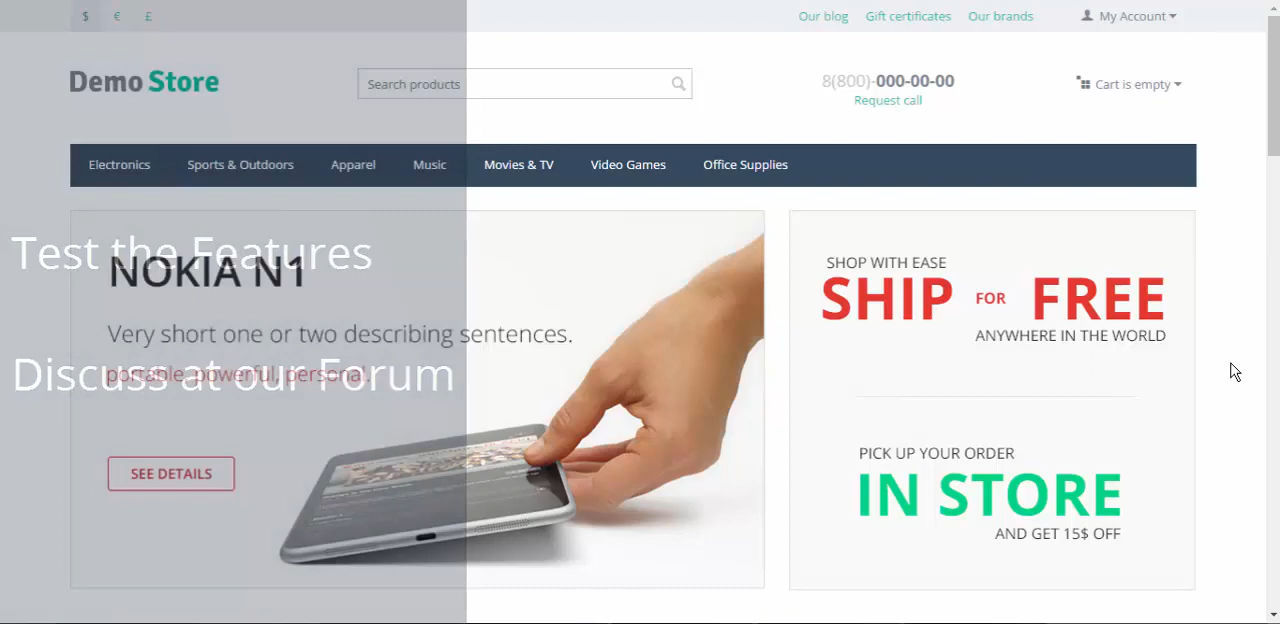 $ € £
Our blog Gift certificates Our brands My Account
Demo Store
Search products
8(800)-000-00-00
Request call
Cart is empty
Electronics Sports & Outdoors Apparel Music Movies & TV Video Games Office Supplies
Test the Features
NOKIA N1
Very short one or two describing sentences.
Discuss at our Forum
portable, powerful, personal.
SEE DETAILS
SHOP WITH EASE
SHIP FOR FREE
ANYWHERE IN THE WORLD
PICK UP YOUR ORDER
IN STORE
AND GET 15$ OFF